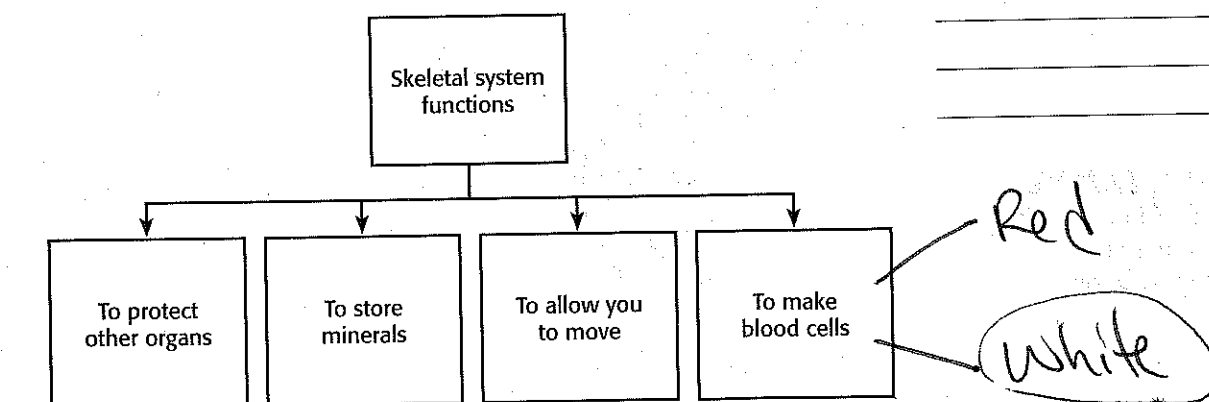 Skeletal system
functions
To protect
other organs
To store
minerals
To allow you
to move
To make
blood cells
Red
White